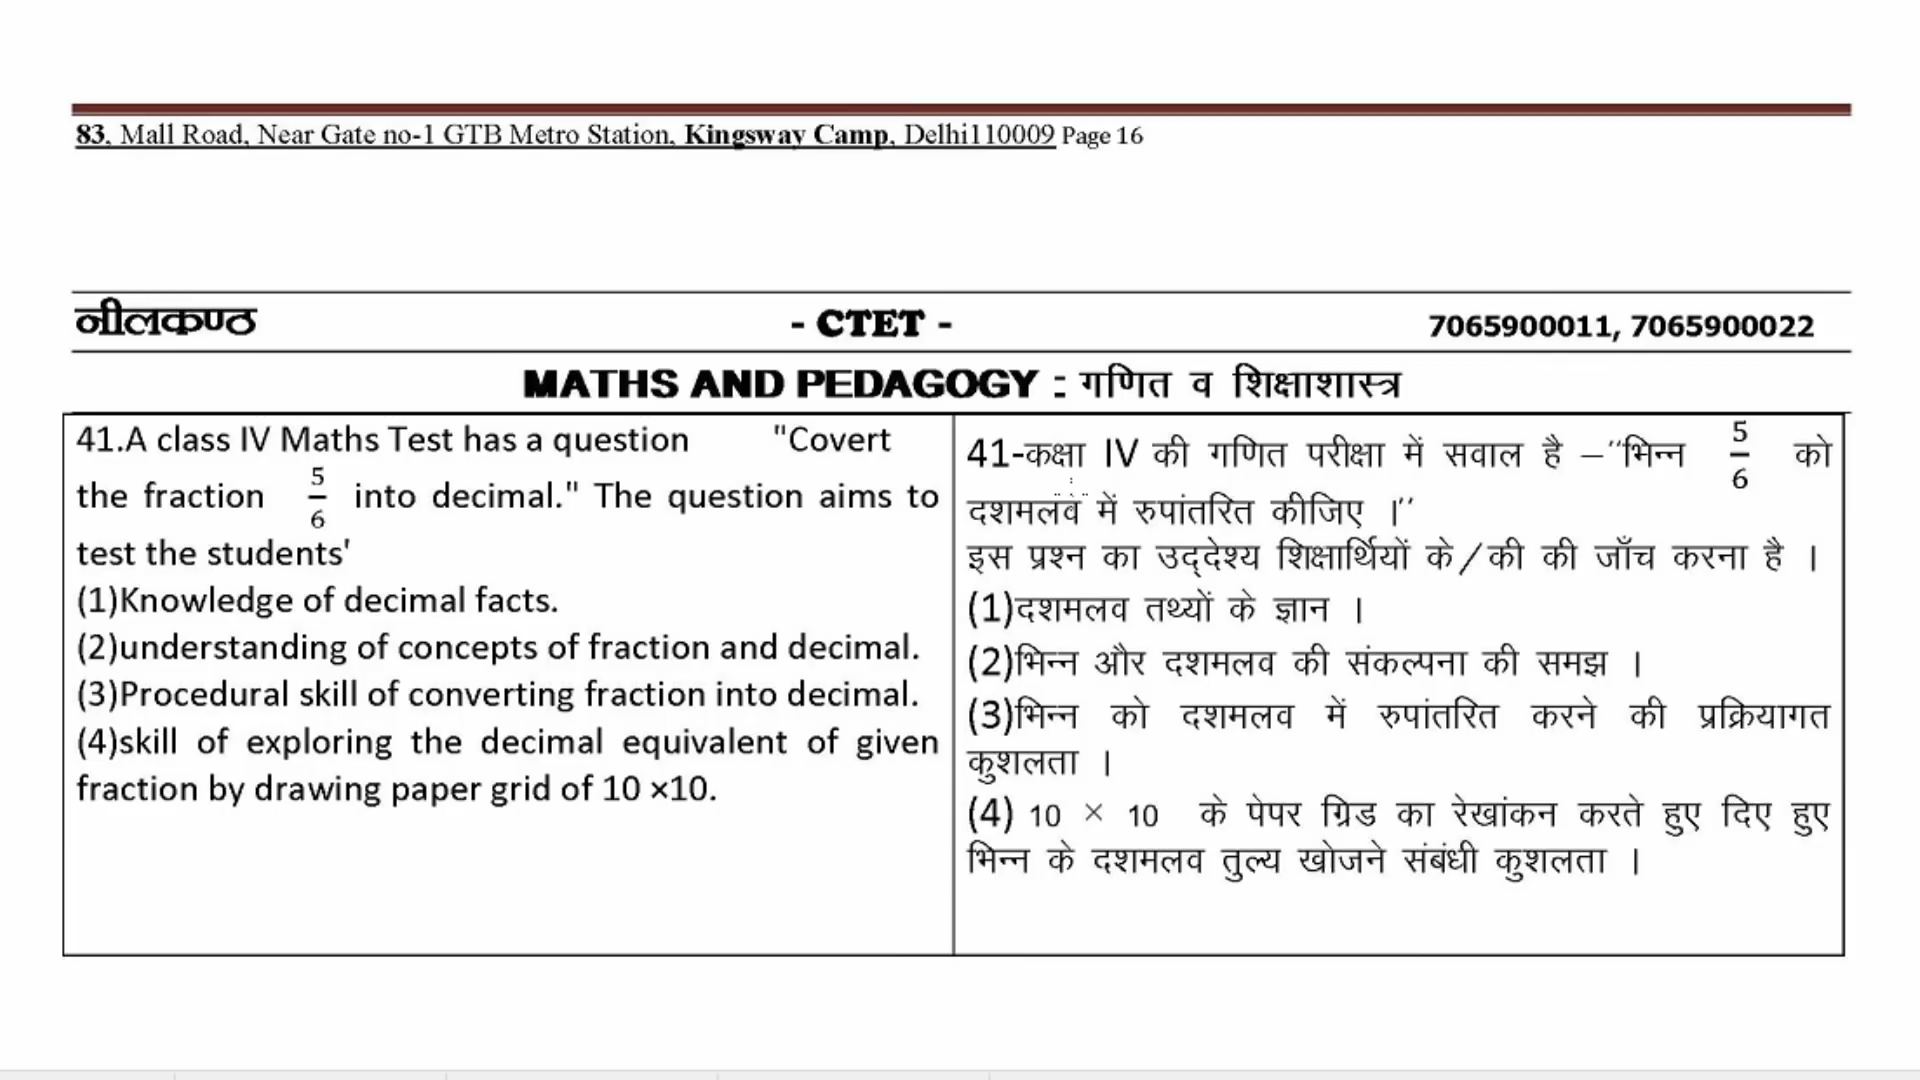 83, Mall Road, Near Gate no-1 GTB Metro Station, Kingsway Camp, Delhi110009 Page 16
नीलकण्ठ - CTET - 7065900011, 7065900022
MATHS AND PEDAGOGY : गणित व शिक्षाशास्त्र
41.A class IV Maths Test has a question "Covert
the fraction 5/6 into decimal." The question aims to
test the students'
(1)Knowledge of decimal facts.
(2)understanding of concepts of fraction and decimal.
(3)Procedural skill of converting fraction into decimal.
(4)skill of exploring the decimal equivalent of given
fraction by drawing paper grid of 10 ×10.
41-कक्षा IV की गणित परीक्षा में सवाल है –''भिन्न 5/6 को
दशमलव में रुपांतरित कीजिए ।''
इस प्रश्न का उद्देश्य शिक्षार्थियों के/की की जाँच करना है ।
(1)दशमलव तथ्यों के ज्ञान ।
(2)भिन्न और दशमलव की संकल्पना की समझ ।
(3)भिन्न को दशमलव में रुपांतरित करने की प्रक्रियागत
कुशलता ।
(4) 10 × 10 के पेपर ग्रिड का रेखांकन करते हुए दिए हुए
भिन्न के दशमलव तुल्य खोजने संबंधी कुशलता ।